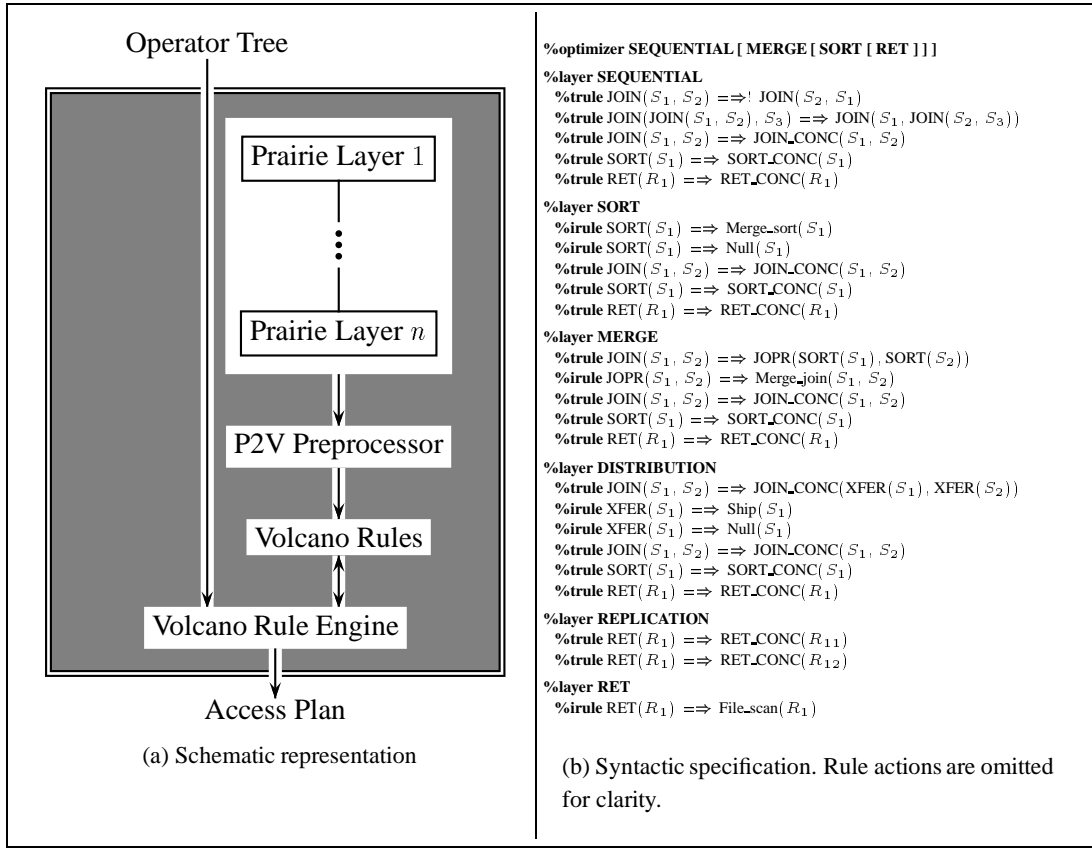 Operator Tree
Prairie Layer 1
Prairie Layer n
P2V Preprocessor
Volcano Rules
Volcano Rule Engine
Access Plan
(a) Schematic representation
%optimizer SEQUENTIAL [ MERGE [ SORT [ RET ] ] ]
%layer SEQUENTIAL
%trule JOIN(S₁, S₂) ==⇒! JOIN(S₂, S₁)
%trule JOIN(JOIN(S₁, S₂), S₃) ==⇒ JOIN(S₁, JOIN(S₂, S₃))
%trule JOIN(S₁, S₂) ==⇒ JOIN_CONC(S₁, S₂)
%trule SORT(S₁) ==⇒ SORT_CONC(S₁)
%trule RET(R₁) ==⇒ RET_CONC(R₁)
%layer SORT
%irule SORT(S₁) ==⇒ Merge_sort(S₁)
%irule SORT(S₁) ==⇒ Null(S₁)
%trule JOIN(S₁, S₂) ==⇒ JOIN_CONC(S₁, S₂)
%trule SORT(S₁) ==⇒ SORT_CONC(S₁)
%trule RET(R₁) ==⇒ RET_CONC(R₁)
%layer MERGE
%trule JOIN(S₁, S₂) ==⇒ JOPR(SORT(S₁), SORT(S₂))
%irule JOPR(S₁, S₂) ==⇒ Merge_join(S₁, S₂)
%trule JOIN(S₁, S₂) ==⇒ JOIN_CONC(S₁, S₂)
%trule SORT(S₁) ==⇒ SORT_CONC(S₁)
%trule RET(R₁) ==⇒ RET_CONC(R₁)
%layer DISTRIBUTION
%trule JOIN(S₁, S₂) ==⇒ JOIN_CONC(XFER(S₁), XFER(S₂))
%irule XFER(S₁) ==⇒ Ship(S₁)
%irule XFER(S₁) ==⇒ Null(S₁)
%trule JOIN(S₁, S₂) ==⇒ JOIN_CONC(S₁, S₂)
%trule SORT(S₁) ==⇒ SORT_CONC(S₁)
%trule RET(R₁) ==⇒ RET_CONC(R₁)
%layer REPLICATION
%trule RET(R₁) ==⇒ RET_CONC(R₁₁)
%trule RET(R₁) ==⇒ RET_CONC(R₁₂)
%layer RET
%irule RET(R₁) ==⇒ File_scan(R₁)
(b) Syntactic specification. Rule actions are omitted
for clarity.